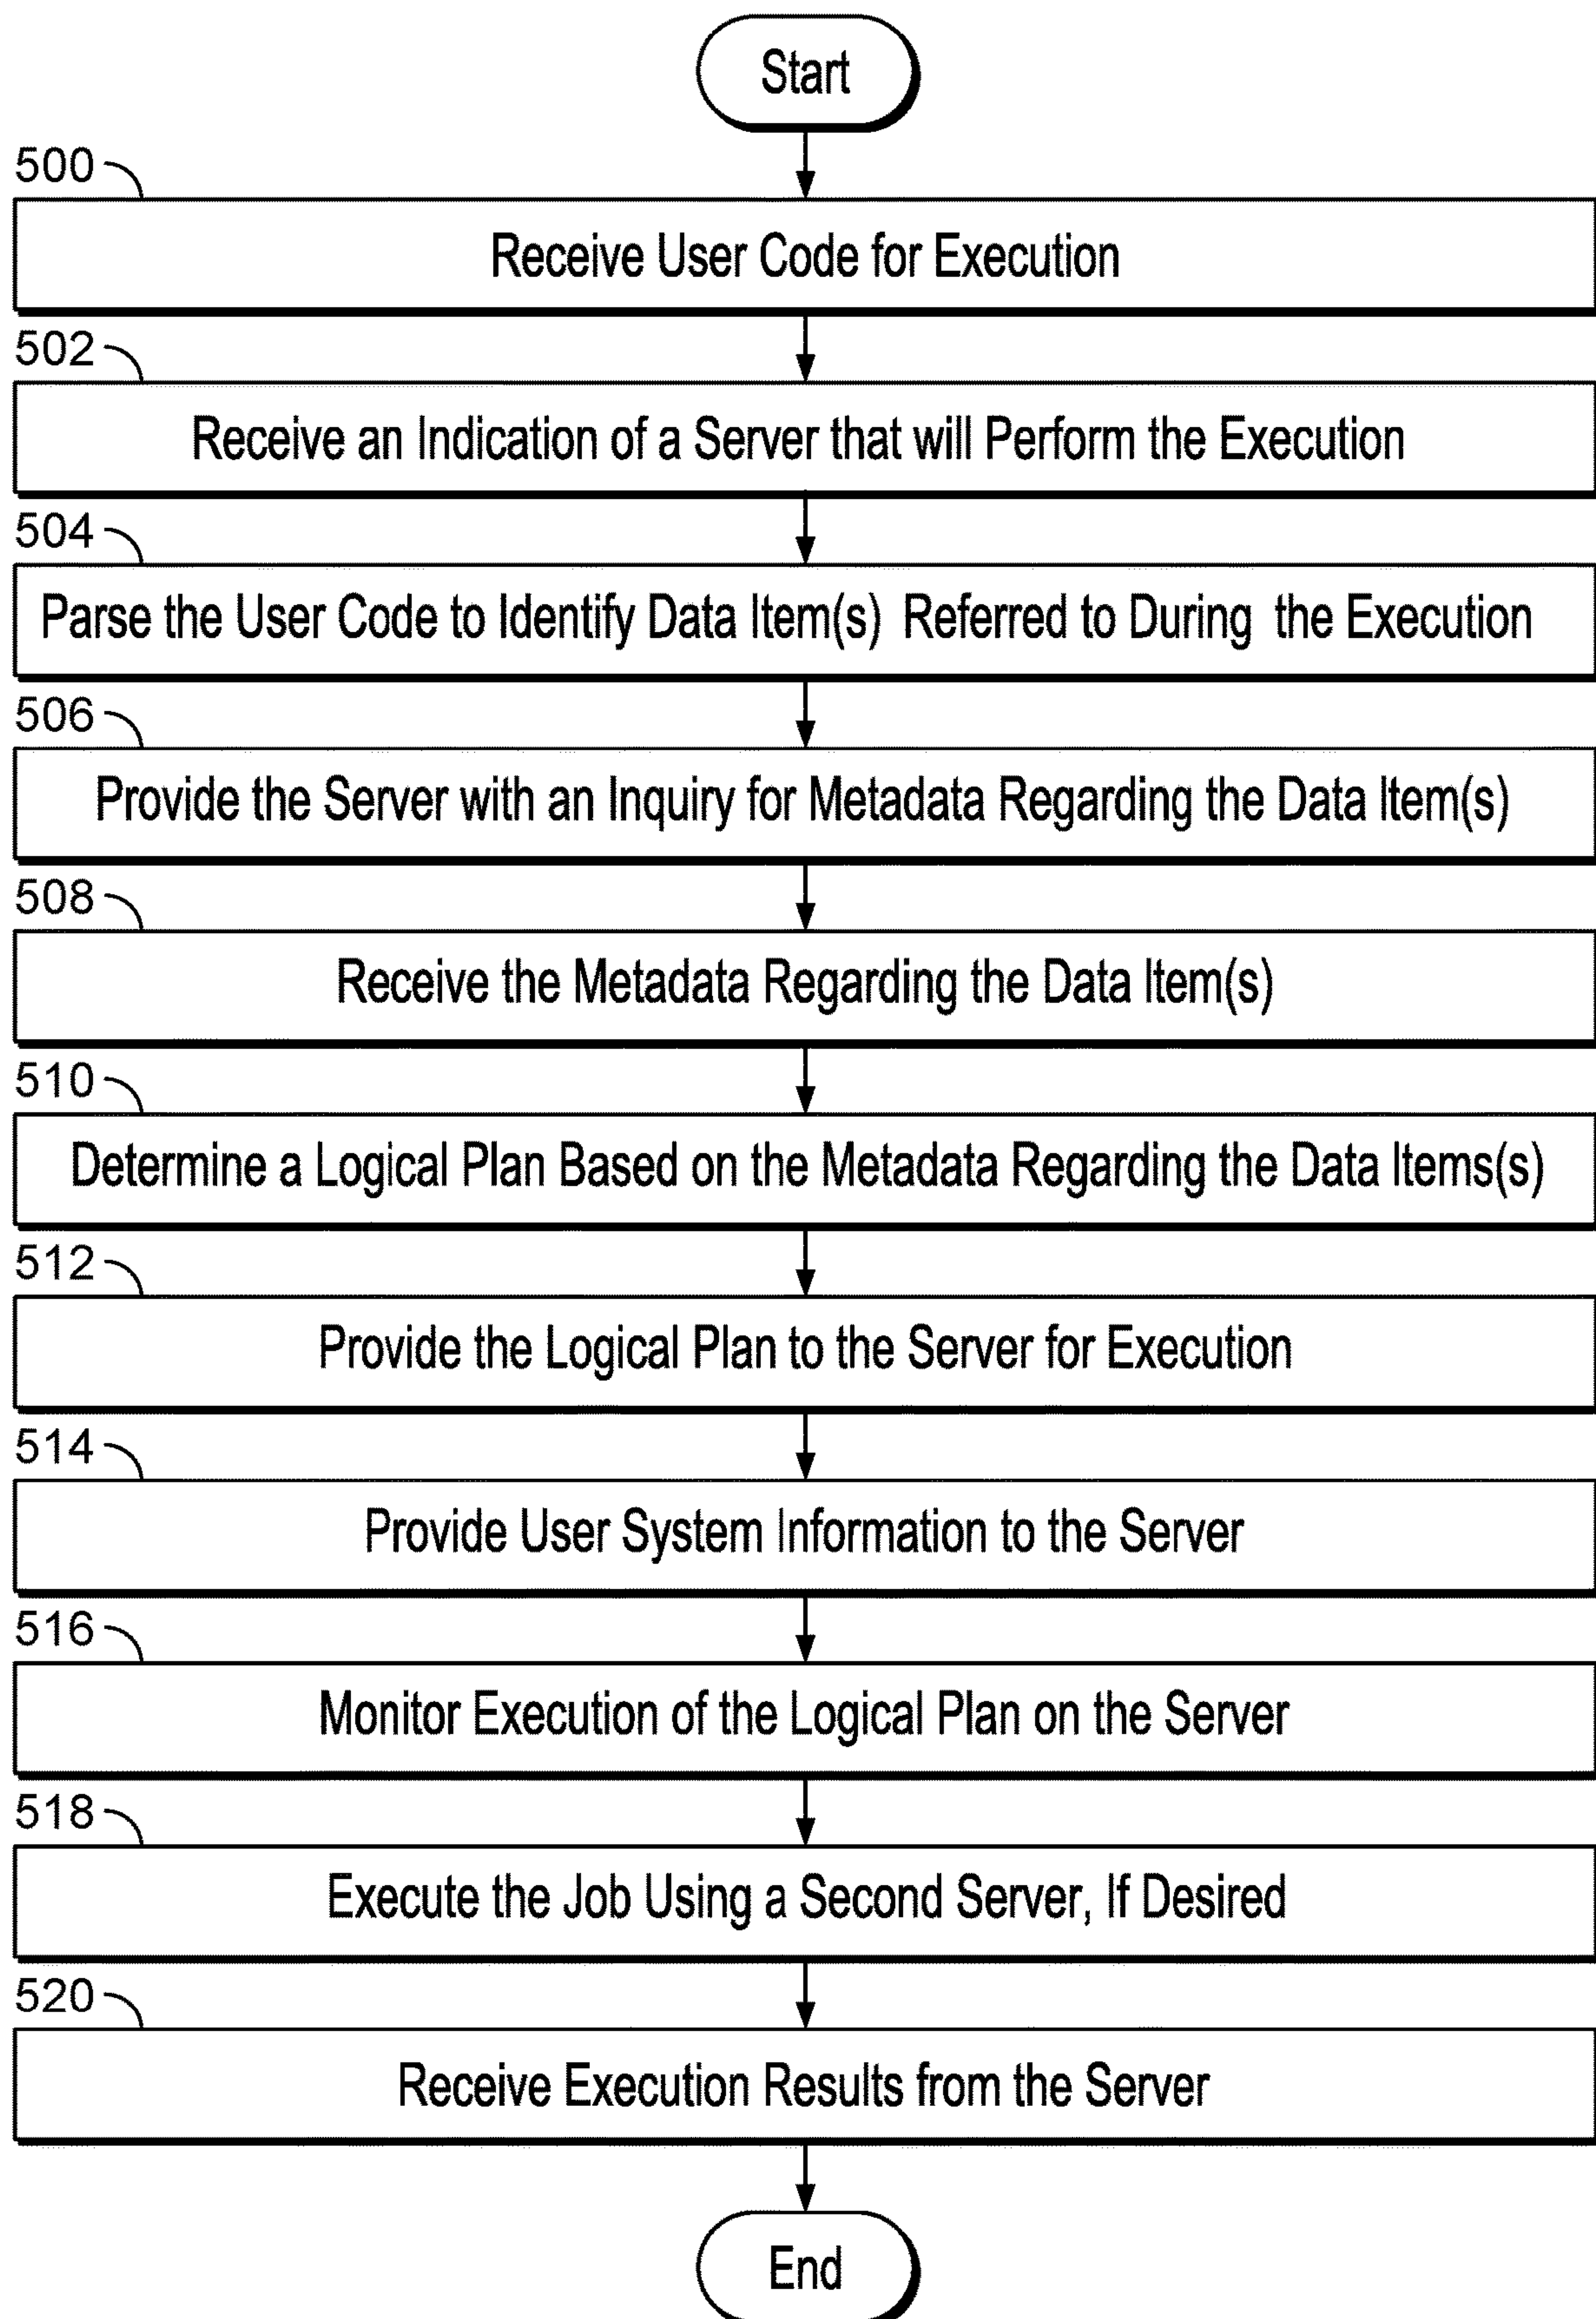 Start
500
Receive User Code for Execution
502
Receive an Indication of a Server that will Perform the Execution
504
Parse the User Code to Identify Data Item(s) Referred to During the Execution
506
Provide the Server with an Inquiry for Metadata Regarding the Data Item(s)
508
Receive the Metadata Regarding the Data Item(s)
510
Determine a Logical Plan Based on the Metadata Regarding the Data Items(s)
512
Provide the Logical Plan to the Server for Execution
514
Provide User System Information to the Server
516
Monitor Execution of the Logical Plan on the Server
518
Execute the Job Using a Second Server, If Desired
520
Receive Execution Results from the Server
End